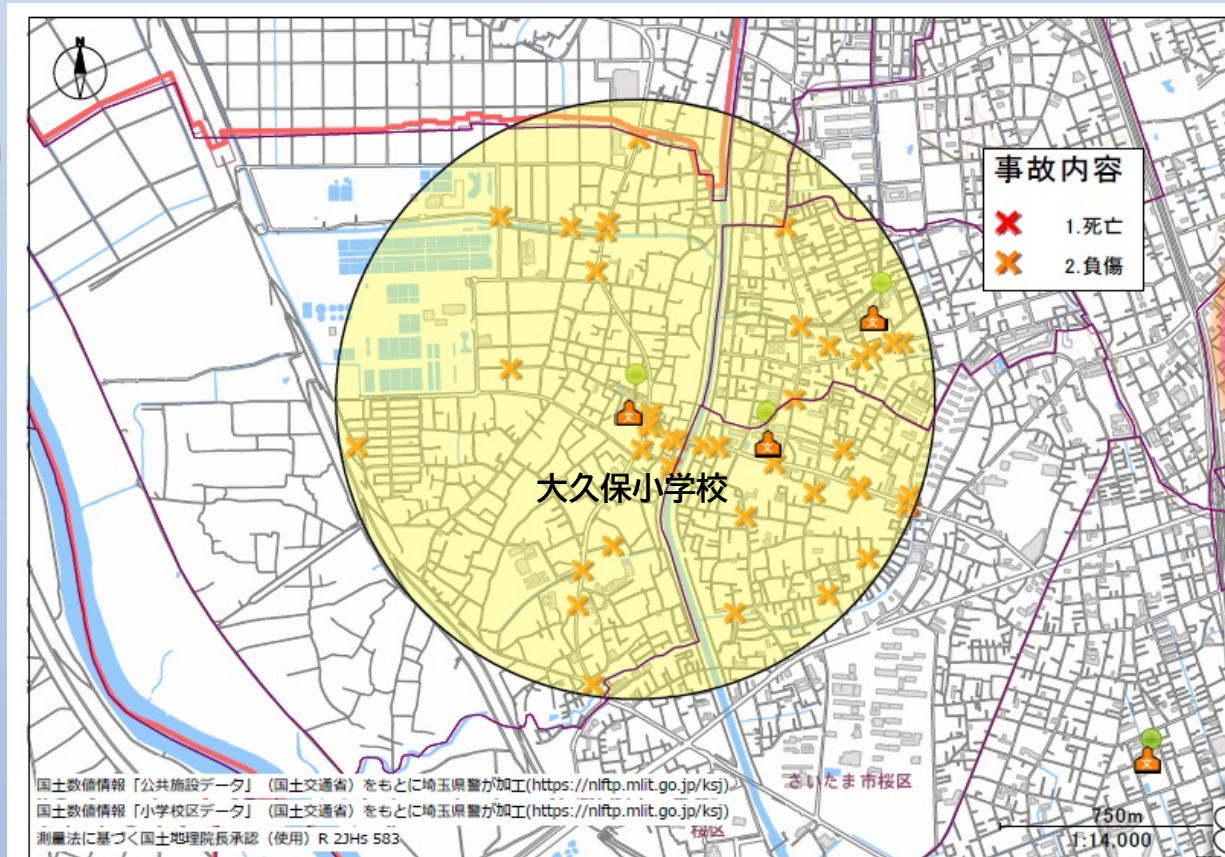 N
事故内容
1.死亡
2.負傷
文
文
文
大久保小学校
文
さいたま市桜区
国土数値情報「公共施設データ」(国土交通省)をもとに埼玉県警が加工(https://nlftp.mlit.go.jp/ksj)
国土数値情報「小学校区データ」(国土交通省)をもとに埼玉県警が加工(https://nlftp.mlit.go.jp/ksj)
桜区
測量法に基づく国土地理院長承認(使用)R 2JHs 583
750m
1:14,000